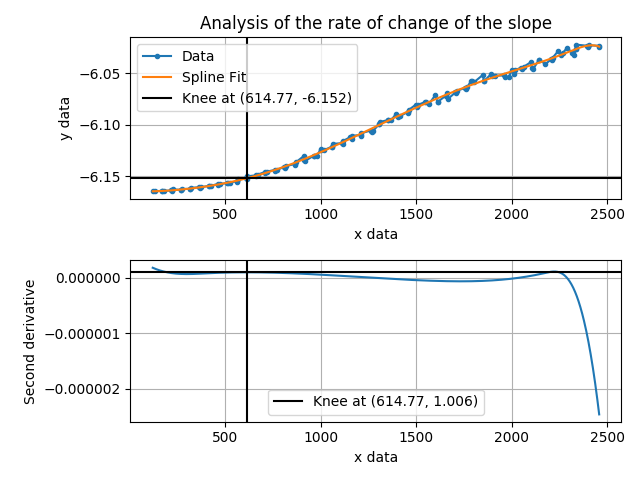 Analysis of the rate of change of the slope
Data
Spline Fit
Knee at (614.77, -6.152)
y data
−6.05
−6.10
−6.15
500 1000 1500 2000 2500
x data
Second derivative
0.000000
−0.000001
−0.000002
Knee at (614.77, 1.006)
500 1000 1500 2000 2500
x data